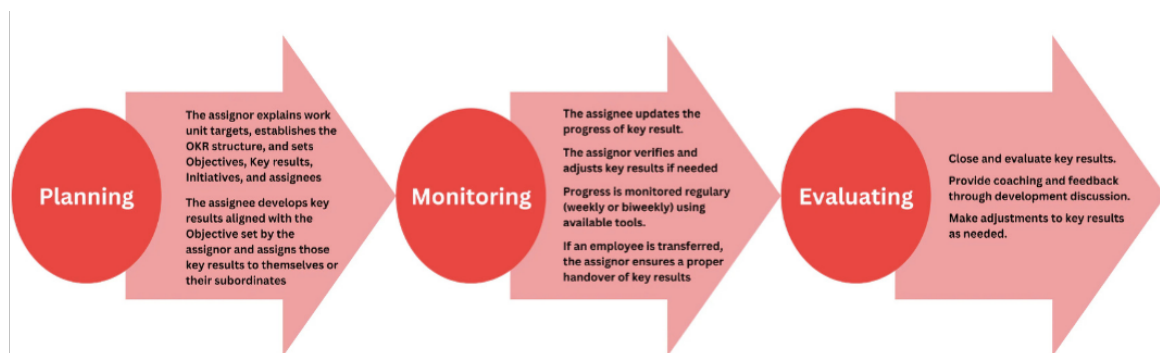 Planning
The assignor explains work
unit targets, establishes the
OKR structure, and sets
Objectives, Key results,
Initiatives, and assignees
The assignee develops key
results aligned with the
Objective set by the
assignor and assigns those
key results to themselves or
their subordinates
Monitoring
The assignee updates the
progress of key result.
The assignor verifies and
adjusts key results if needed
Progress is monitored regulary
(weekly or biweekly) using
available tools.
If an employee is transferred,
the assignor ensures a proper
handover of key results
Evaluating
Close and evaluate key results.
Provide coaching and feedback
through development discussion.
Make adjustments to key results
as needed.